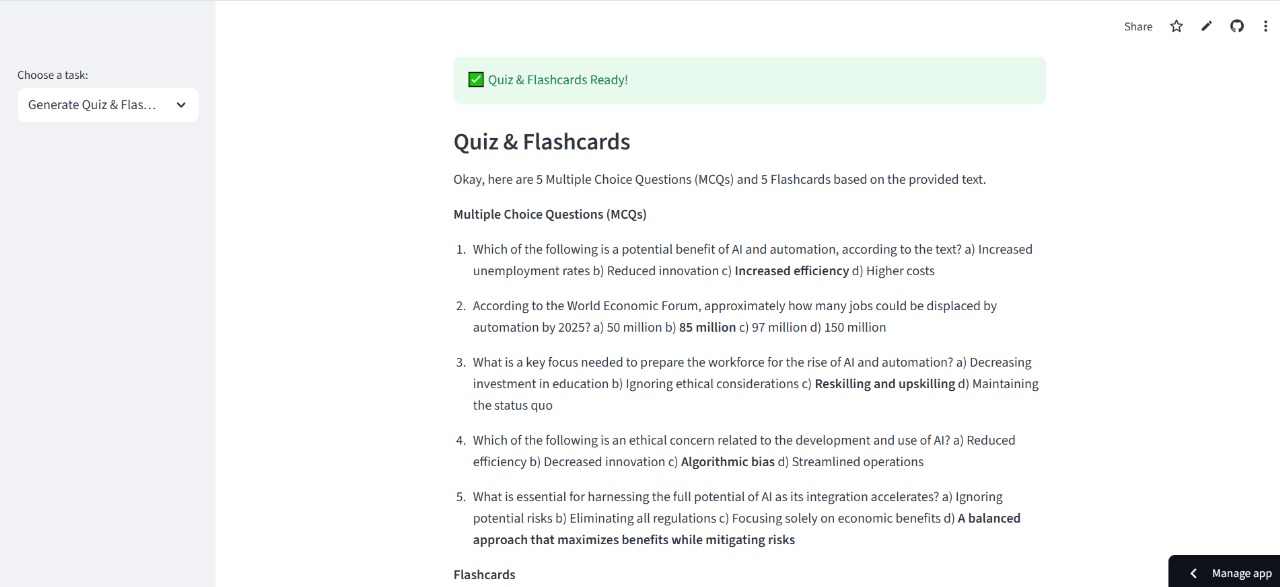 Share
Choose a task:
Generate Quiz & Flas...
✅ Quiz & Flashcards Ready!
Quiz & Flashcards
Okay, here are 5 Multiple Choice Questions (MCQs) and 5 Flashcards based on the provided text.
Multiple Choice Questions (MCQs)
1. Which of the following is a potential benefit of AI and automation, according to the text? a) Increased
unemployment rates b) Reduced innovation c) Increased efficiency d) Higher costs
2. According to the World Economic Forum, approximately how many jobs could be displaced by
automation by 2025? a) 50 million b) 85 million c) 97 million d) 150 million
3. What is a key focus needed to prepare the workforce for the rise of AI and automation? a) Decreasing
investment in education b) Ignoring ethical considerations c) Reskilling and upskilling d) Maintaining
the status quo
4. Which of the following is an ethical concern related to the development and use of AI? a) Reduced
efficiency b) Decreased innovation c) Algorithmic bias d) Streamlined operations
5. What is essential for harnessing the full potential of AI as its integration accelerates? a) Ignoring
potential risks b) Eliminating all regulations c) Focusing solely on economic benefits d) A balanced
approach that maximizes benefits while mitigating risks
Flashcards
Manage app